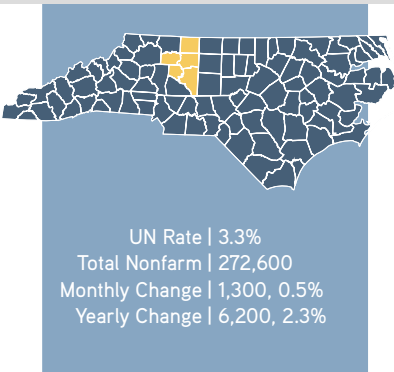 UN Rate | 3.3%
Total Nonfarm | 272,600
Monthly Change | 1,300, 0.5%
Yearly Change | 6,200, 2.3%